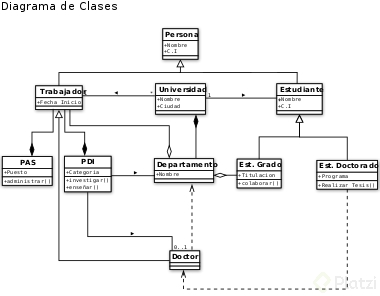 Diagrama de Clases
Persona
+Nombre
+C.I
Trabajador
+Fecha Inicio
*
Universidad
+Nombre
+Ciudad
1
Estudiante
+Nombre
+C.I
PAS
+Puesto
+administrar()
PDI
+Categoria
+investigar()
+enseñar()
Departamento
+Nombre
Est. Grado
+Titulacion
+colaborar()
Est. Doctorado
+Programa
+Realizar Tesis()
0..1
Doctor
Platzi